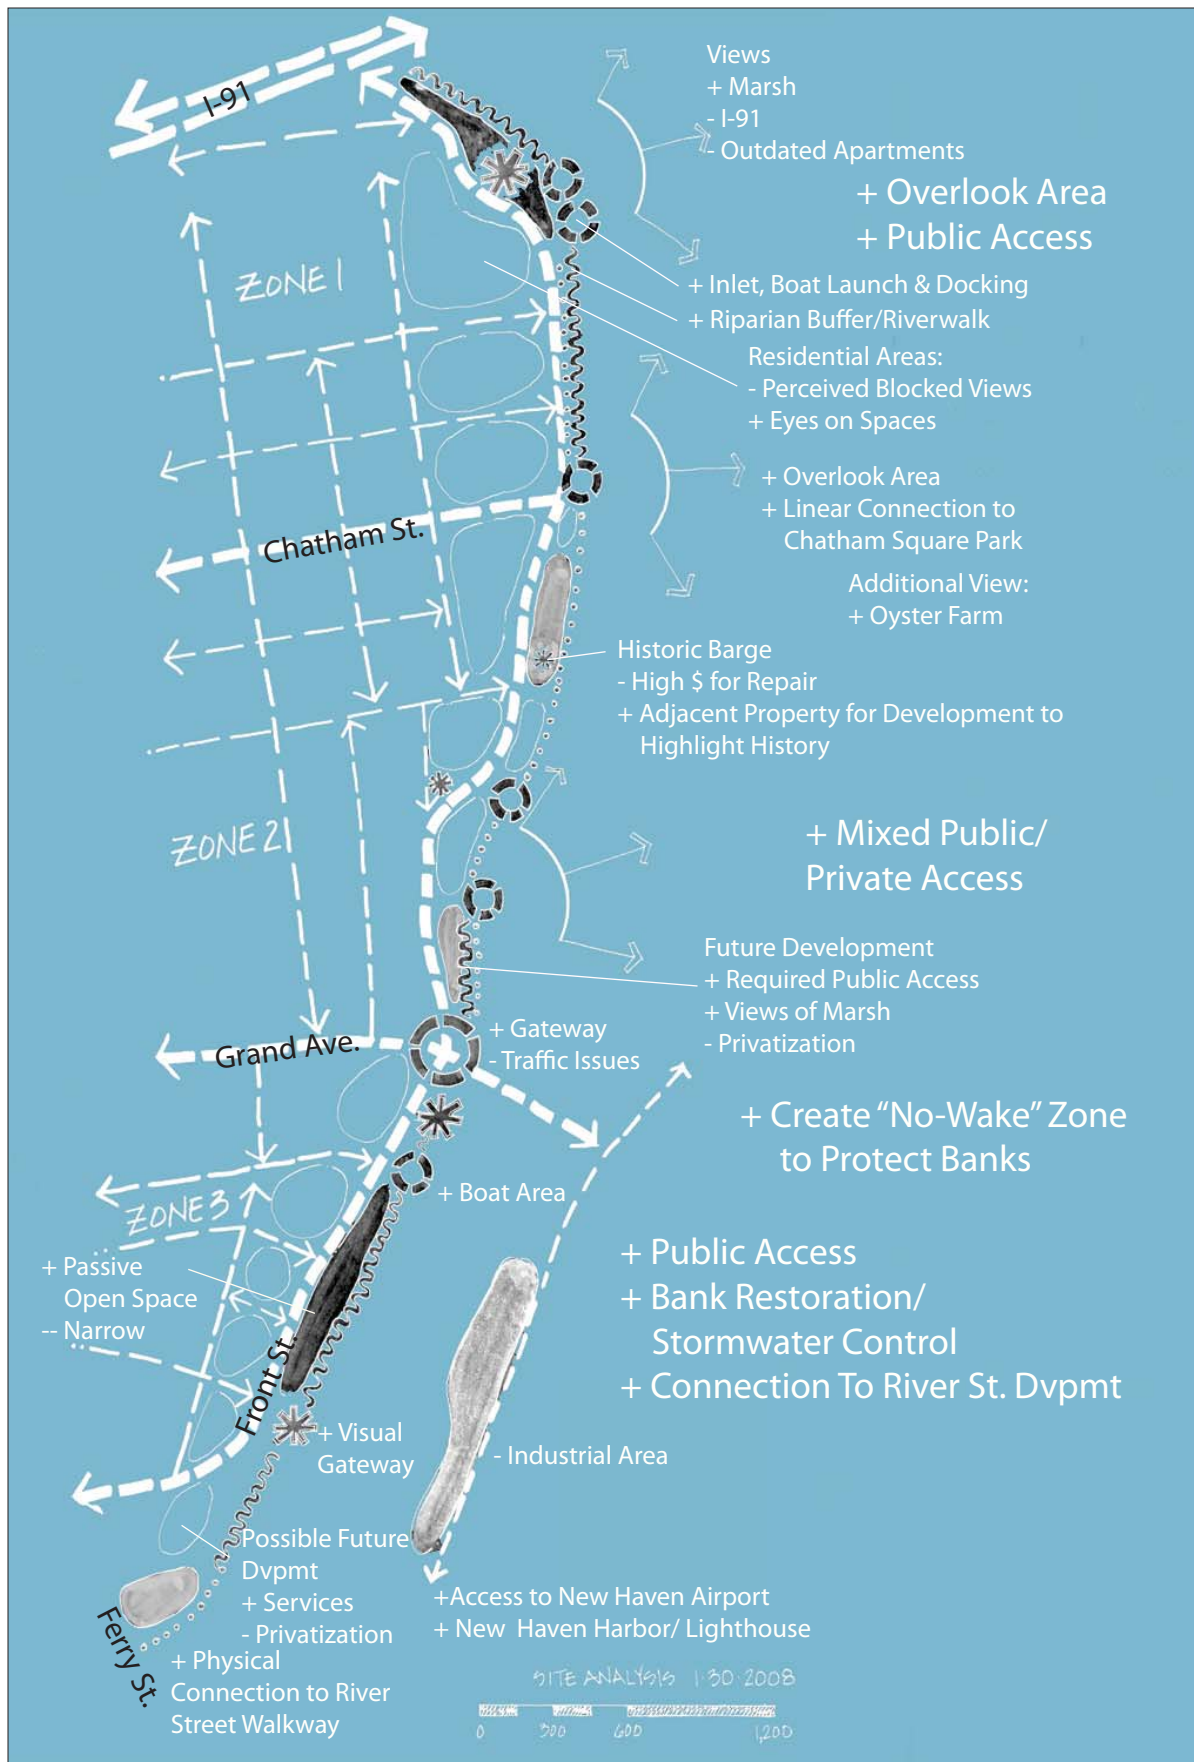 I-91
Views
+ Marsh
- I-91
- Outdated Apartments
+ Overlook Area
+ Public Access
ZONE 1
+ Inlet, Boat Launch & Docking
+ Riparian Buffer/Riverwalk
Residential Areas:
- Perceived Blocked Views
+ Eyes on Spaces
+ Overlook Area
+ Linear Connection to
Chatham Square Park
Chatham St.
Additional View:
+ Oyster Farm
Historic Barge
- High $ for Repair
+ Adjacent Property for Development to
Highlight History
ZONE 2
+ Mixed Public/
Private Access
Future Development
+ Required Public Access
+ Views of Marsh
- Privatization
Grand Ave.
+ Gateway
- Traffic Issues
+ Create “No-Wake” Zone
to Protect Banks
+ Boat Area
ZONE 3
+ Passive
Open Space
-- Narrow
+ Public Access
+ Bank Restoration/
Stormwater Control
+ Connection To River St. Dvpmt
Front St.
+ Visual
Gateway
- Industrial Area
Possible Future
Dvpmt
+ Services
- Privatization
+Access to New Haven Airport
+ New Haven Harbor/ Lighthouse
Ferry St.
+ Physical
Connection to River
Street Walkway
SITE ANALYSIS 1·30·2008
0 300 600 1,200